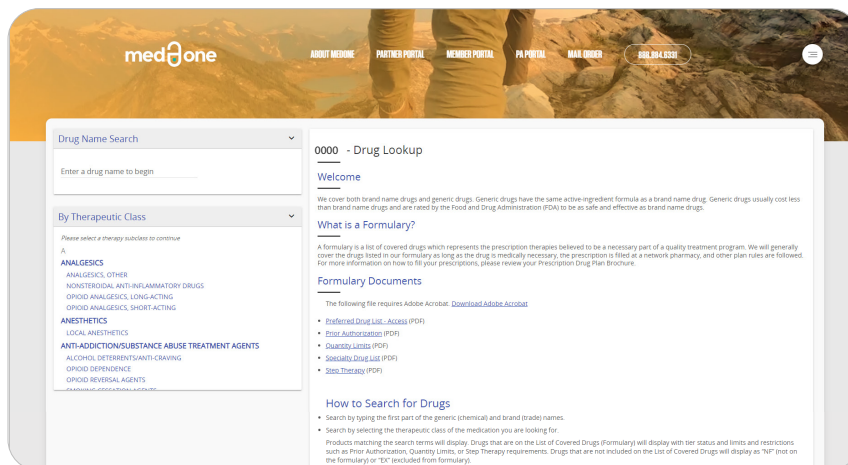 med one
ABOUT MEDONE
PARTNER PORTAL
MEMBER PORTAL
PA PORTAL
MAIL ORDER
888.884.6331
Drug Name Search
Enter a drug name to begin
By Therapeutic Class
Please select a therapy subclass to continue
A
ANALGESICS
ANALGESICS, OTHER
NONSTEROIDAL ANTI-INFLAMMATORY DRUGS
OPIOID ANALGESICS, LONG-ACTING
OPIOID ANALGESICS, SHORT-ACTING
ANESTHETICS
LOCAL ANESTHETICS
ANTI-ADDICTION/SUBSTANCE ABUSE TREATMENT AGENTS
ALCOHOL DETERRENTS/ANTI-CRAVING
OPIOID DEPENDENCE
OPIOID REVERSAL AGENTS
SMOKING CESSATION AGENTS
0000 - Drug Lookup
Welcome
We cover both brand name drugs and generic drugs. Generic drugs have the same active-ingredient formula as a brand name drug. Generic drugs usually cost less
than brand name drugs and are rated by the Food and Drug Administration (FDA) to be as safe and effective as brand name drugs.
What is a Formulary?
A formulary is a list of covered drugs which represents the prescription therapies believed to be a necessary part of a quality treatment program. We will generally
cover the drugs listed in our formulary as long as the drug is medically necessary, the prescription is filled at a network pharmacy, and other plan rules are followed.
For more information on how to fill your prescriptions, please review your Prescription Drug Plan Brochure.
Formulary Documents
The following file requires Adobe Acrobat. Download Adobe Acrobat
• Preferred Drug List - Access (PDF)
• Prior Authorization (PDF)
• Quantity Limits (PDF)
• Specialty Drug List (PDF)
• Step Therapy (PDF)
How to Search for Drugs
• Search by typing the first part of the generic (chemical) and brand (trade) names.
• Search by selecting the therapeutic class of the medication you are looking for.
Products matching the search terms will display. Drugs that are on the List of Covered Drugs (Formulary) will display with tier status and limits and restrictions
such as Prior Authorization, Quantity Limits, or Step Therapy requirements. Drugs that are not included on the List of Covered Drugs will display as "NF" (not on
the formulary) or "EX" (excluded from formulary).